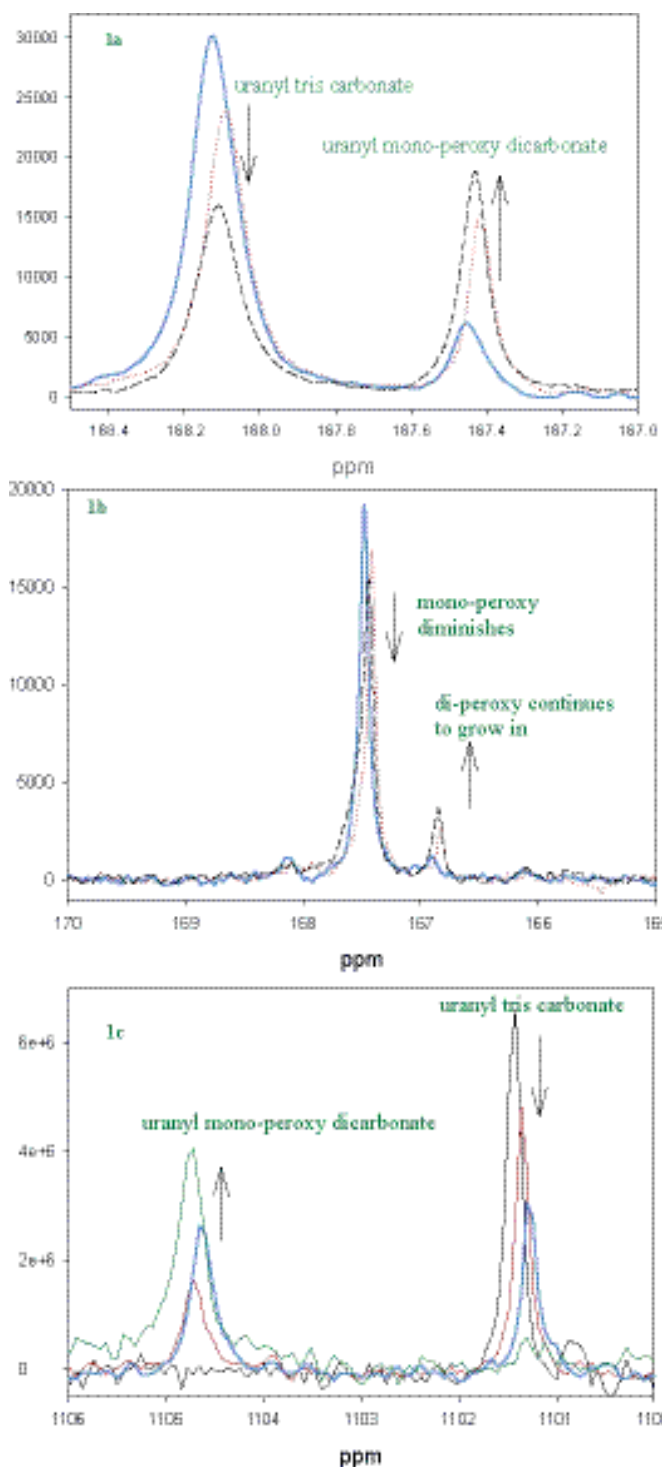 1a
uranyl tris carbonate
uranyl mono-peroxy dicarbonate
30000
25000
20000
15000
10000
5000
0
168.4 168.2 168.0 167.8 167.6 167.4 167.2 167.0
ppm
1b
20000
15000
10000
5000
0
mono-peroxy
diminishes
di-peroxy continues
to grow in
170 169 168 167 166
ppm
1c
uranyl tris carbonate
uranyl mono-peroxy dicarbonate
6e+6
4e+6
2e+6
0
1106 1105 1104 1103 1102 1101
ppm